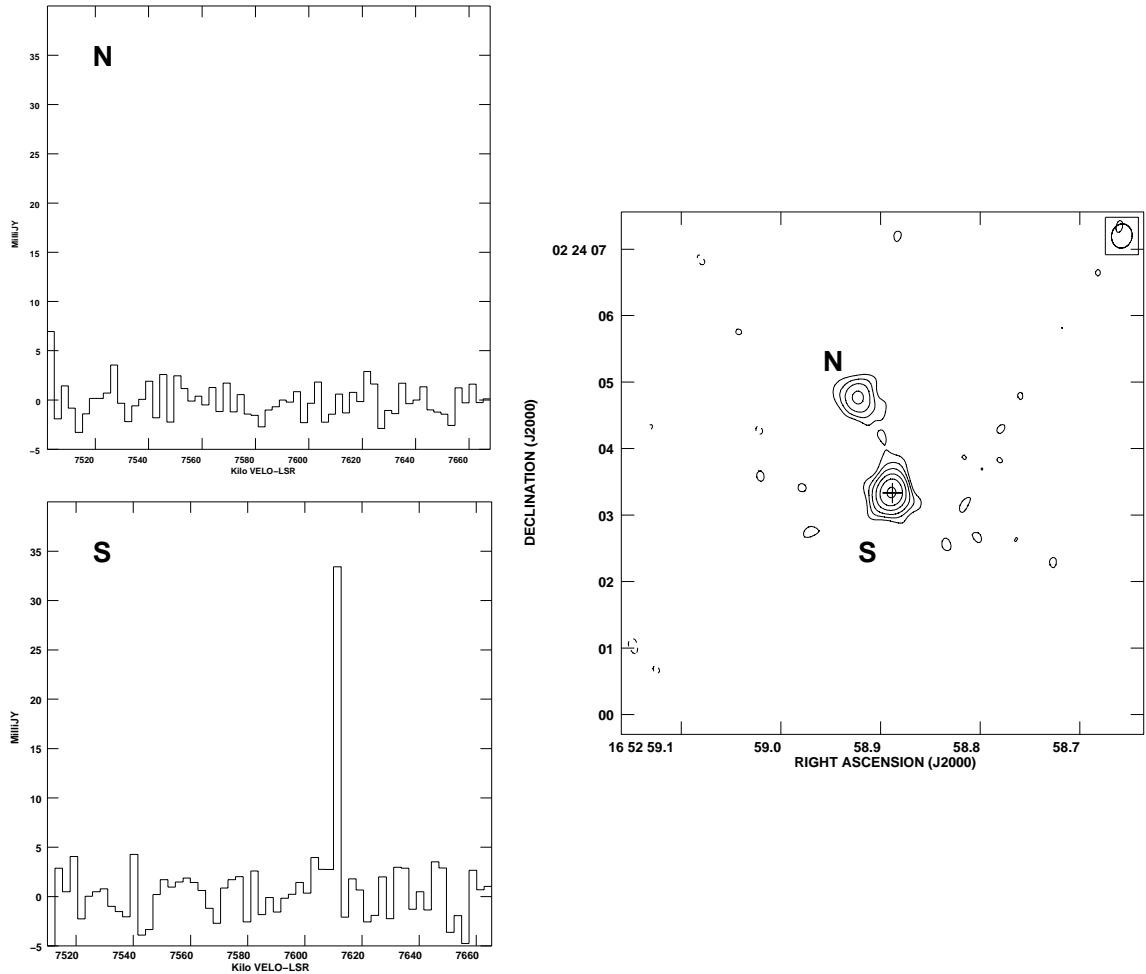 N
35
30
25
20
15
10
5
0
−5
MilliJY
7520 7540 7560 7580 7600 7620 7640 7660
Kilo VELO−LSR
S
35
30
25
20
15
10
5
0
−5
MilliJY
7520 7540 7560 7580 7600 7620 7640 7660
Kilo VELO−LSR
DECLINATION (J2000)
02 24 07
06
05
04
03
02
01
00
N
S
16 52 59.1 59.0 58.9 58.8 58.7
RIGHT ASCENSION (J2000)